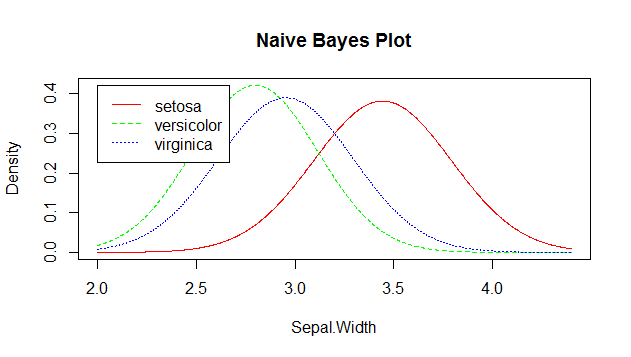 Naive Bayes Plot
0.4
0.3
0.2
0.1
0.0
Density
setosa
versicolor
virginica
2.0 2.5 3.0 3.5 4.0
Sepal.Width